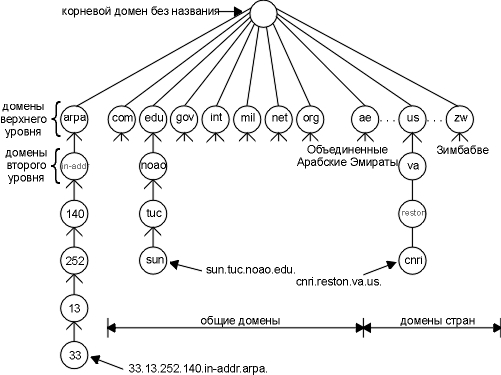 корневой домен без названия
домены
верхнего
уровня
arpa com edu gov int mil net org ae ... us ... zw
Объединенные
Арабские Эмираты
Зимбабве
домены
второго
уровня
in-addr noao va
140 tuc reston
252 sun cnri
sun.tuc.noao.edu.
cnri.reston.va.us.
13
общие домены домены стран
33
33.13.252.140.in-addr.arpa.